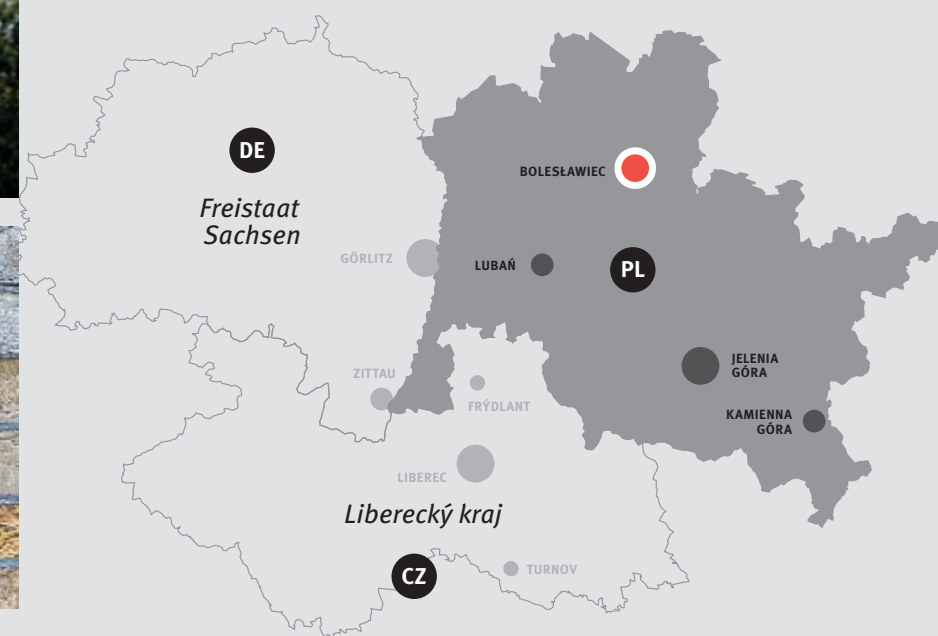 DE
Freistaat
Sachsen
BOLESŁAWIEC
GÖRLITZ
LUBAŃ
PL
ZITTAU
FRÝDLANT
JELENIA
GÓRA
KAMIENNA
GÓRA
LIBEREC
Liberecký kraj
CZ
TURNOV